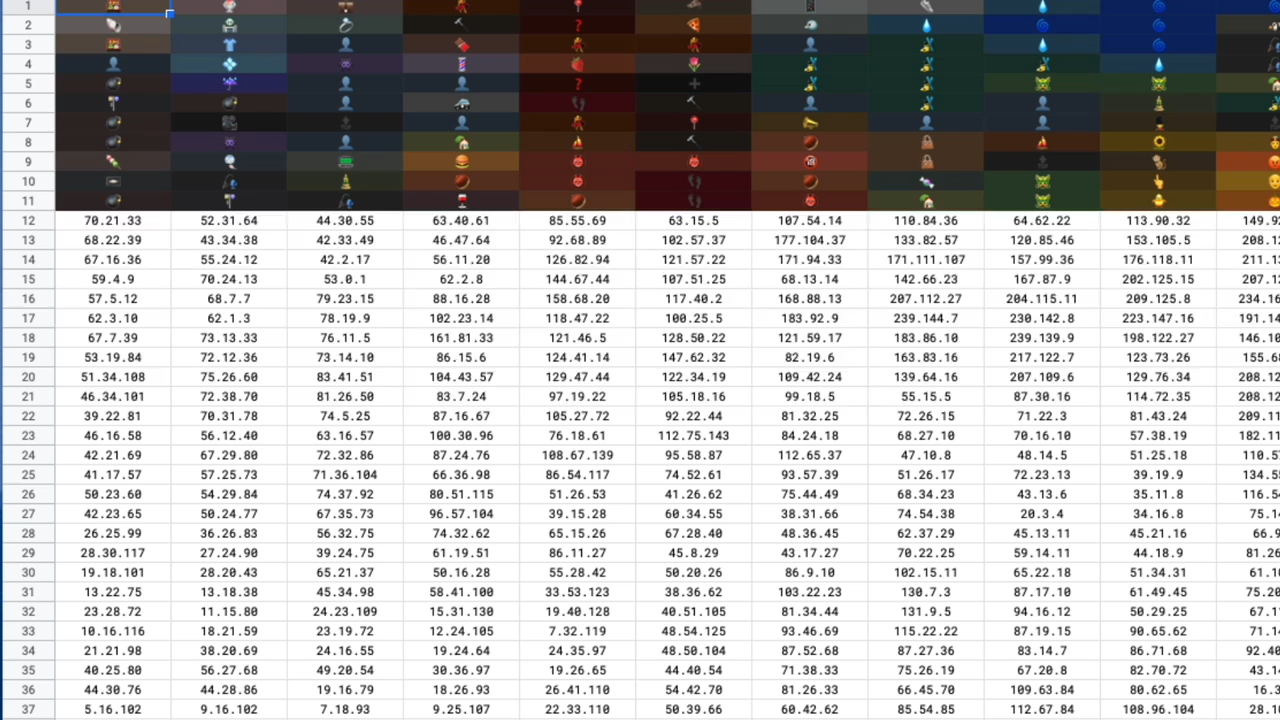 1
2
3
4
5
6
7
8
9
10
11
12 70.21.33 52.31.64 44.30.55 63.40.61 85.55.69 63.15.5 107.54.14 110.84.36 64.62.22 113.90.32
13 68.22.39 43.34.38 42.33.49 46.47.64 92.68.89 102.57.37 177.104.37 133.82.57 120.85.46 153.105.5
14 67.16.36 55.24.12 42.2.17 56.11.20 126.82.94 121.57.22 171.94.33 171.111.107 157.99.36 176.118.11
15 59.4.9 70.24.13 53.0.1 62.2.8 144.67.44 107.51.25 68.13.14 142.66.23 167.87.9 202.125.15
16 57.5.12 68.7.7 79.23.15 88.16.28 158.68.20 117.40.2 168.88.13 207.112.27 204.115.11 209.125.8
17 62.3.10 62.1.3 78.19.9 102.23.14 118.47.22 100.25.5 183.92.9 239.144.7 230.142.8 223.147.16
18 67.7.39 73.13.33 76.11.5 161.81.33 121.46.5 128.50.22 121.59.17 183.86.10 239.139.9 198.122.27
19 53.19.84 72.12.36 73.14.10 86.15.6 124.41.14 147.62.32 82.19.6 163.83.16 217.122.7 123.73.26
20 51.34.108 75.26.60 83.41.51 104.43.57 129.47.44 122.34.19 109.42.24 139.64.16 207.109.6 129.76.34
21 46.34.101 72.38.70 81.26.50 83.7.24 97.19.22 105.18.16 99.18.5 55.15.5 87.30.16 114.72.35
22 39.22.81 70.31.78 74.5.25 87.16.67 105.27.72 92.22.44 81.32.25 72.26.15 71.22.3 81.43.24
23 46.16.58 56.12.40 63.16.57 100.30.96 76.18.61 112.75.143 84.24.18 68.27.10 70.16.10 57.38.19
24 42.21.69 67.29.80 72.32.86 87.24.76 108.67.139 95.58.87 112.65.37 47.10.8 48.14.5 51.25.18
25 41.17.57 57.25.73 71.36.104 66.36.98 86.54.117 74.52.61 93.57.39 51.26.17 72.23.13 39.19.9
26 50.23.60 54.29.84 74.37.92 80.51.115 51.26.53 41.26.62 75.44.49 68.34.23 43.13.6 35.11.8
27 42.23.65 50.24.77 67.35.73 96.57.104 39.15.28 60.34.55 38.31.66 74.54.38 20.3.4 34.16.8
28 26.25.99 36.26.83 56.32.75 74.32.62 65.15.26 67.28.40 48.36.45 62.37.29 45.13.11 45.21.16
29 28.30.117 27.24.90 39.24.75 61.19.51 86.11.27 45.8.29 43.17.27 70.22.25 59.14.11 44.18.9
30 19.18.101 28.20.43 65.21.37 50.16.28 55.28.42 50.20.26 86.9.10 102.15.11 65.22.18 51.34.31
31 13.22.75 13.18.38 45.34.98 58.41.100 33.53.123 38.36.62 103.22.23 130.7.3 87.17.10 61.49.45
32 23.28.72 11.15.80 24.23.109 15.31.130 19.40.128 40.51.105 81.34.44 131.9.5 94.16.12 50.29.25
33 10.16.116 18.21.59 23.19.72 12.24.105 7.32.119 48.54.125 93.46.69 115.22.22 87.19.15 90.65.62
34 21.21.98 38.20.69 24.16.55 19.24.64 24.35.97 48.50.104 87.52.68 87.27.36 83.14.7 86.71.68
35 40.25.80 56.27.68 49.20.54 30.36.97 19.26.65 44.40.54 71.38.33 75.26.19 67.20.8 82.70.72
36 44.30.76 44.28.86 19.16.79 18.26.93 26.41.110 54.42.70 81.26.33 66.45.70 109.63.84 80.62.65
37 5.16.102 9.16.102 7.18.93 9.25.107 22.33.110 50.39.66 60.42.62 85.54.85 112.67.84 108.96.104